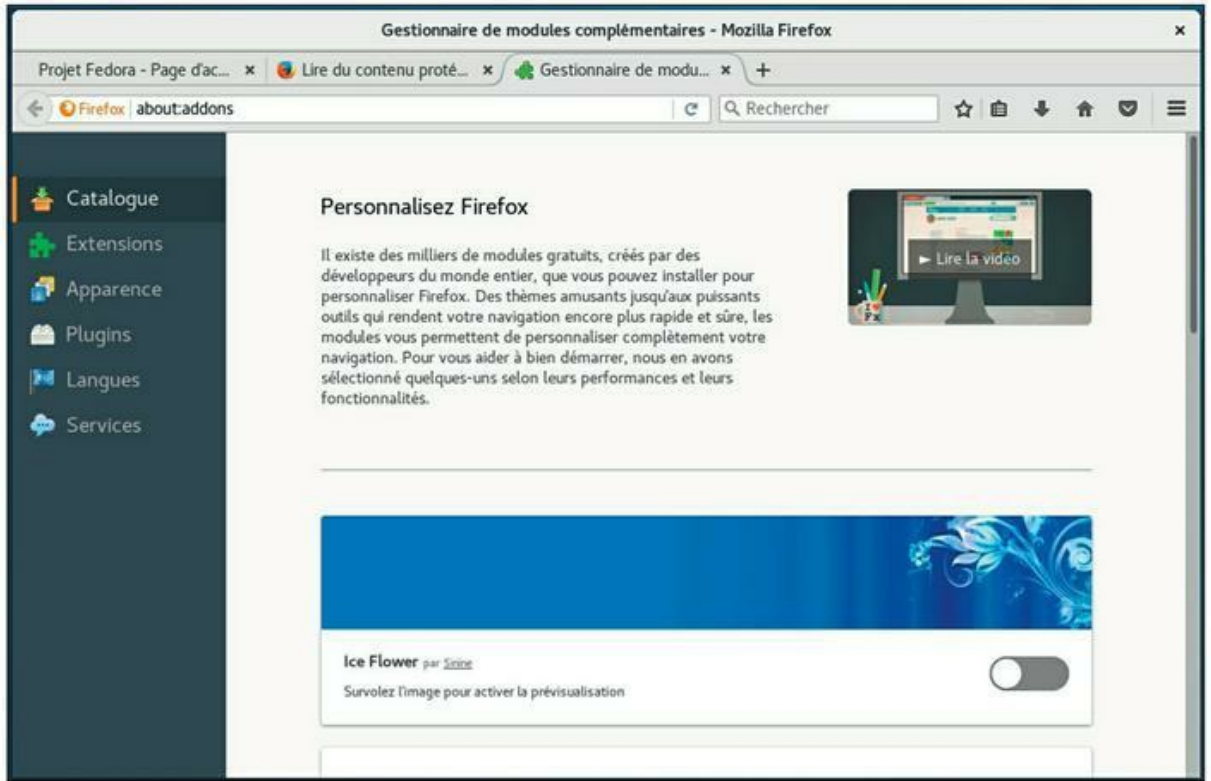 Gestionnaire de modules complémentaires - Mozilla Firefox
Projet Fedora - Page d'ac...
Lire du contenu proté...
Gestionnaire de modu...
Firefox about:addons
Rechercher
Catalogue
Extensions
Apparence
Plugins
Langues
Services
Personnalisez Firefox
Il existe des milliers de modules gratuits, créés par des
développeurs du monde entier, que vous pouvez installer pour
personnaliser Firefox. Des thèmes amusants jusqu'aux puissants
outils qui rendent votre navigation encore plus rapide et sûre, les
modules vous permettent de personnaliser complètement votre
navigation. Pour vous aider à bien démarrer, nous en avons
sélectionné quelques-uns selon leurs performances et leurs
fonctionnalités.
► Lire la vidéo
I ♥
Fx
Ice Flower par Sinine
Survolez l'image pour activer la prévisualisation